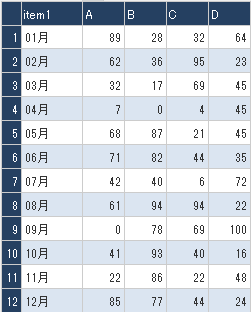 item1 A B C D
1 01月 89 28 32 64
2 02月 62 36 95 23
3 03月 32 17 69 45
4 04月 7 0 4 45
5 05月 68 87 21 45
6 06月 71 82 44 35
7 07月 42 40 6 72
8 08月 61 94 94 22
9 09月 0 78 69 100
10 10月 41 93 40 16
11 11月 22 86 22 48
12 12月 85 77 44 24